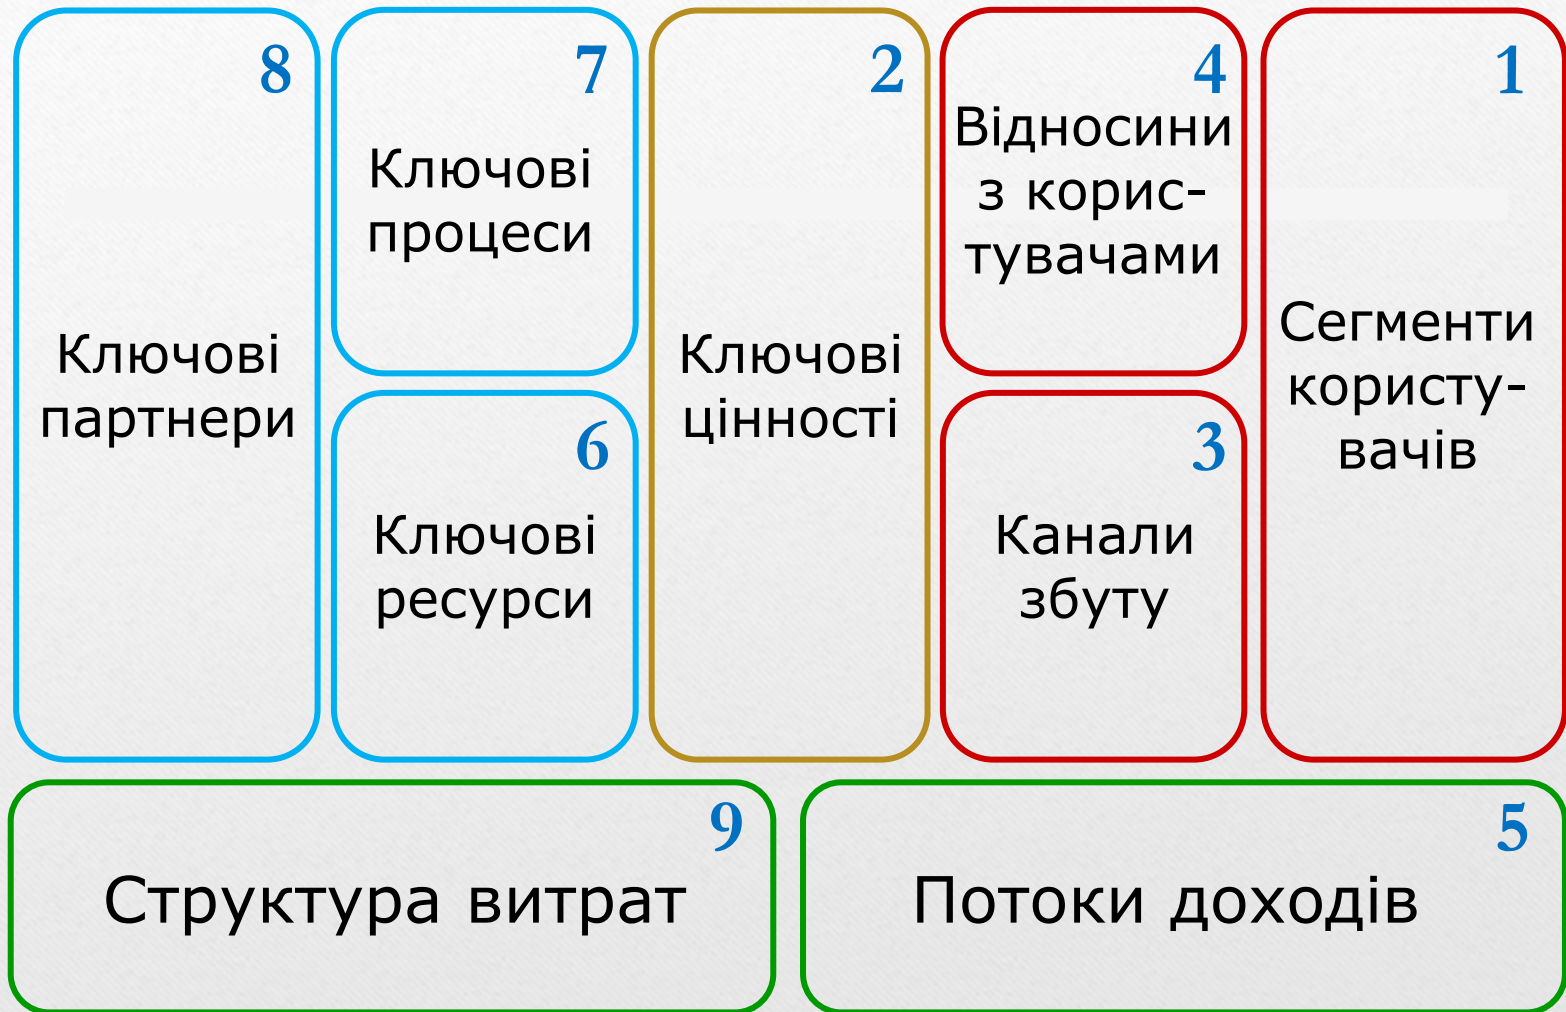 8
Ключові
партнери
7
Ключові
процеси
6
Ключові
ресурси
2
Ключові
цінності
4
Відносини
з корис-
тувачами
3
Канали
збуту
1
Сегменти
користу-
вачів
9
Структура витрат
5
Потоки доходів